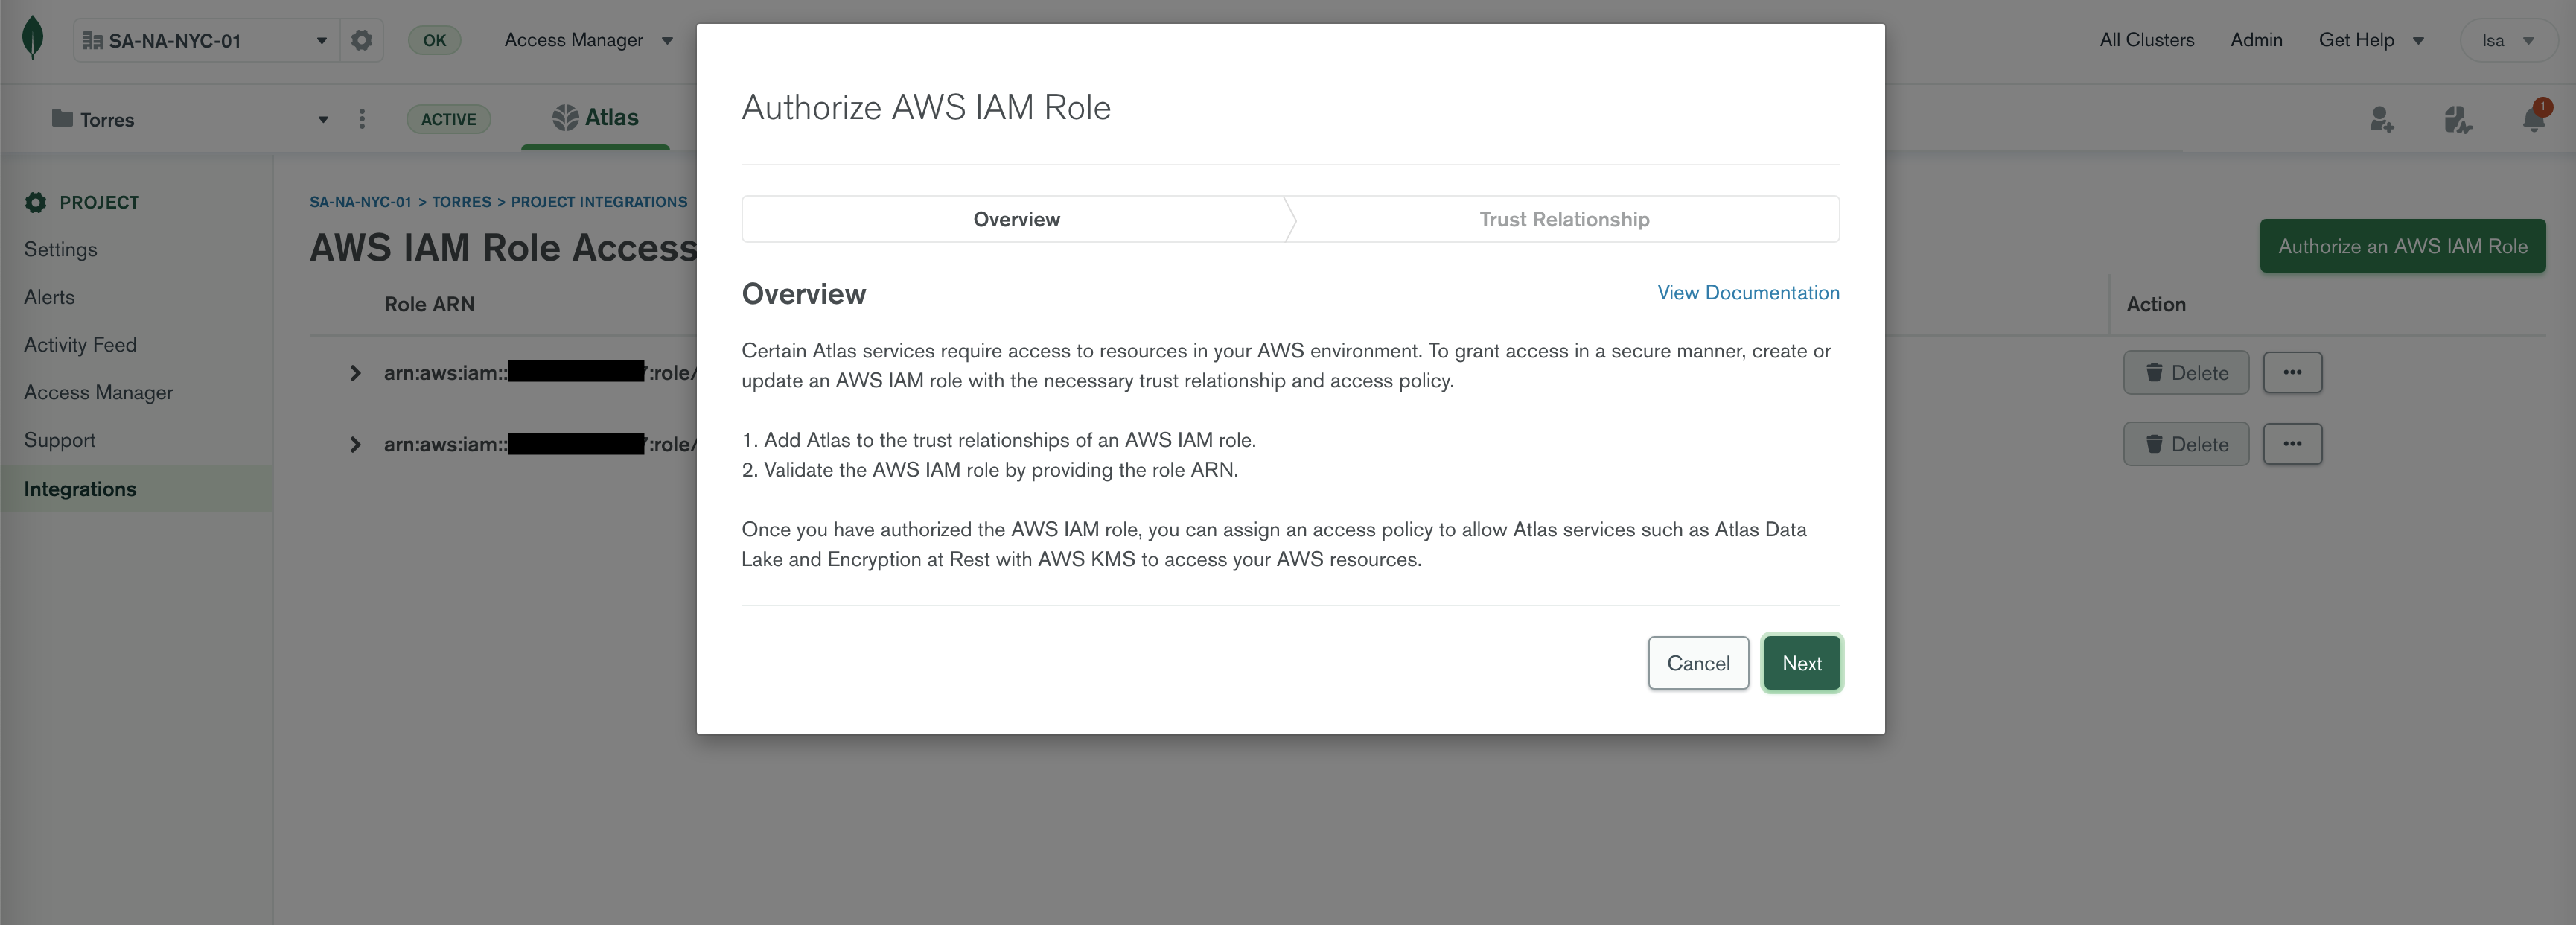 SA-NA-NYC-01
OK
Access Manager
All Clusters
Admin
Get Help
Isa
Torres
ACTIVE
Atlas
1
PROJECT
Settings
Alerts
Activity Feed
Access Manager
Support
Integrations
SA-NA-NYC-01 > TORRES > PROJECT INTEGRATIONS
AWS IAM Role Access
Authorize an AWS IAM Role
Role ARN
Action
arn:aws:iam:: :role/
Delete
arn:aws:iam:: :role/
Delete
Authorize AWS IAM Role
Overview
Trust Relationship
Overview
View Documentation
Certain Atlas services require access to resources in your AWS environment. To grant access in a secure manner, create or
update an AWS IAM role with the necessary trust relationship and access policy.
1. Add Atlas to the trust relationships of an AWS IAM role.
2. Validate the AWS IAM role by providing the role ARN.
Once you have authorized the AWS IAM role, you can assign an access policy to allow Atlas services such as Atlas Data
Lake and Encryption at Rest with AWS KMS to access your AWS resources.
Cancel
Next